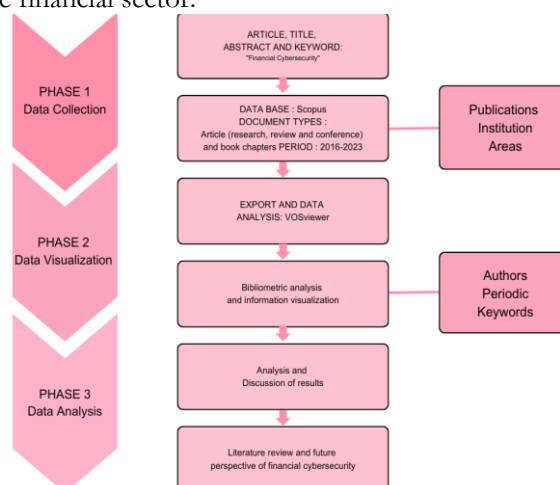 financial sector.
PHASE 1
Data Collection
ARTICLE, TITLE,
ABSTRACT AND KEYWORD:
"Financial Cybersecurity"
DATA BASE : Scopus
DOCUMENT TYPES :
Article (research, review and conference)
and book chapters PERIOD : 2016-2023
Publications
Institution
Areas
PHASE 2
Data Visualization
EXPORT AND DATA
ANALYSIS: VOSviewer
Bibliometric analysis
and information visualization
Authors
Periodic
Keywords
PHASE 3
Data Analysis
Analysis and
Discussion of results
Literature review and future
perspective of financial cybersecurity